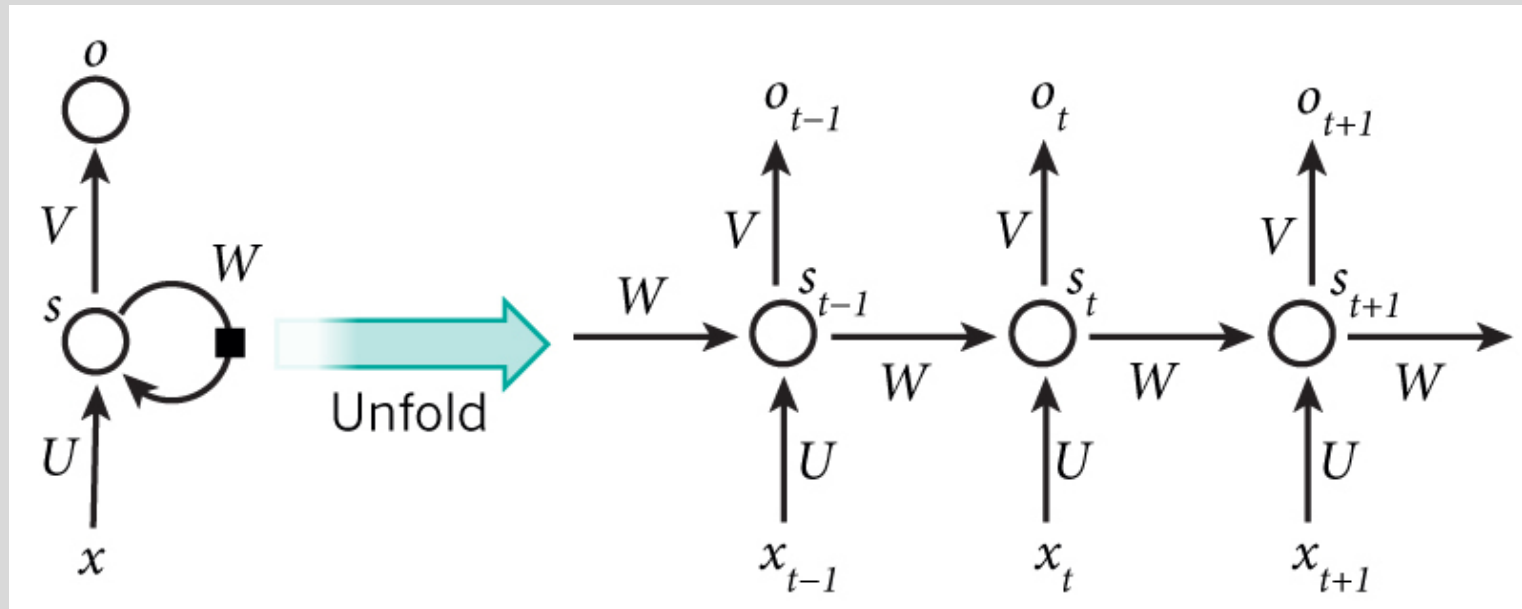 o
V
W
s
U
x
Unfold
o_{t-1} o_t o_{t+1}
V V V
W s_{t-1} s_t s_{t+1}
W W W
U U U
x_{t-1} x_t x_{t+1}